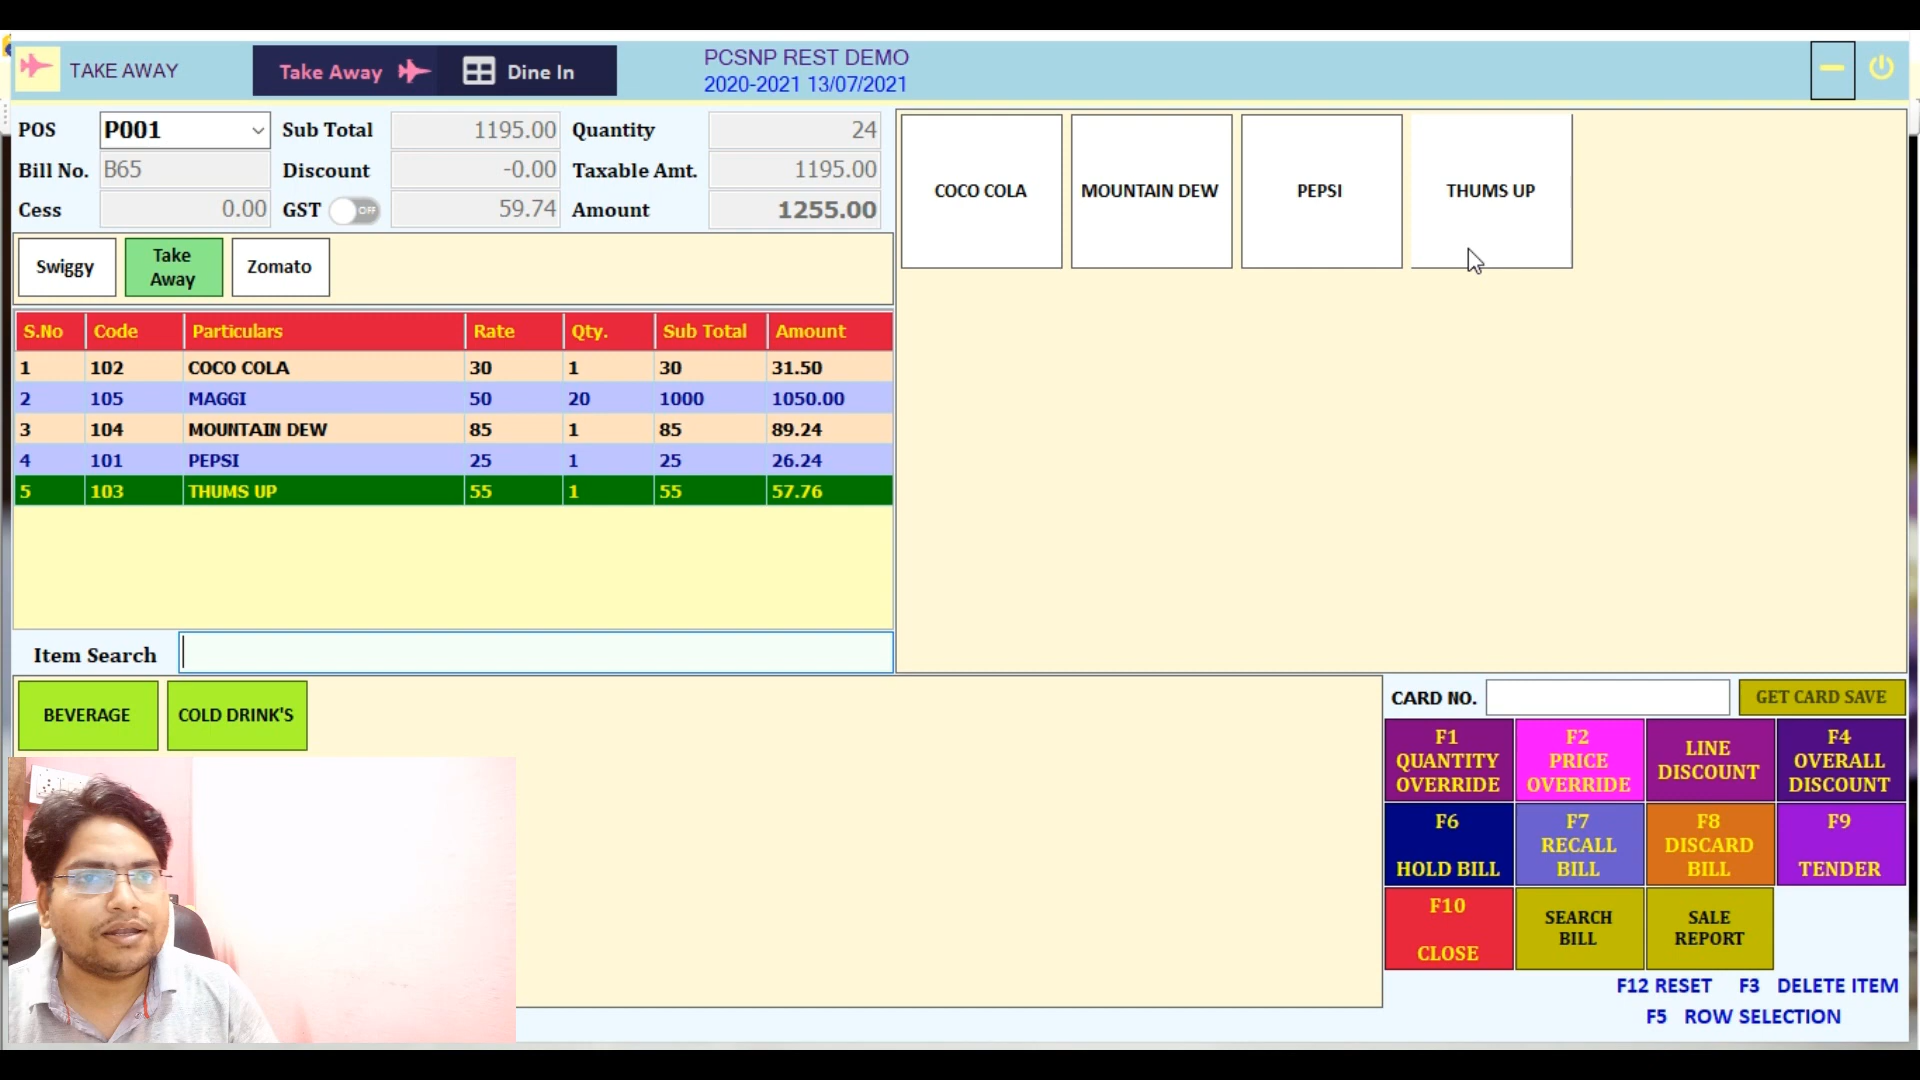 TAKE AWAY
Take Away
Dine In
PCSNP REST DEMO
2020-2021 13/07/2021
POS P001 Sub Total 1195.00 Quantity 24
Bill No. B65 Discount -0.00 Taxable Amt. 1195.00
Cess 0.00 GST OFF 59.74 Amount 1255.00
Swiggy
Take
Away
Zomato
S.No Code Particulars Rate Qty. Sub Total Amount
1 102 COCO COLA 30 1 30 31.50
2 105 MAGGI 50 20 1000 1050.00
3 104 MOUNTAIN DEW 85 1 85 89.24
4 101 PEPSI 25 1 25 26.24
5 103 THUMS UP 55 1 55 57.76
Item Search
COCO COLA
MOUNTAIN DEW
PEPSI
THUMS UP
BEVERAGE
COLD DRINK'S
CARD NO.
GET CARD SAVE
F1
QUANTITY
OVERRIDE
F2
PRICE
OVERRIDE
LINE
DISCOUNT
F4
OVERALL
DISCOUNT
F6
HOLD BILL
F7
RECALL
BILL
F8
DISCARD
BILL
F9
TENDER
F10
CLOSE
SEARCH
BILL
SALE
REPORT
F12 RESET F3 DELETE ITEM
F5 ROW SELECTION